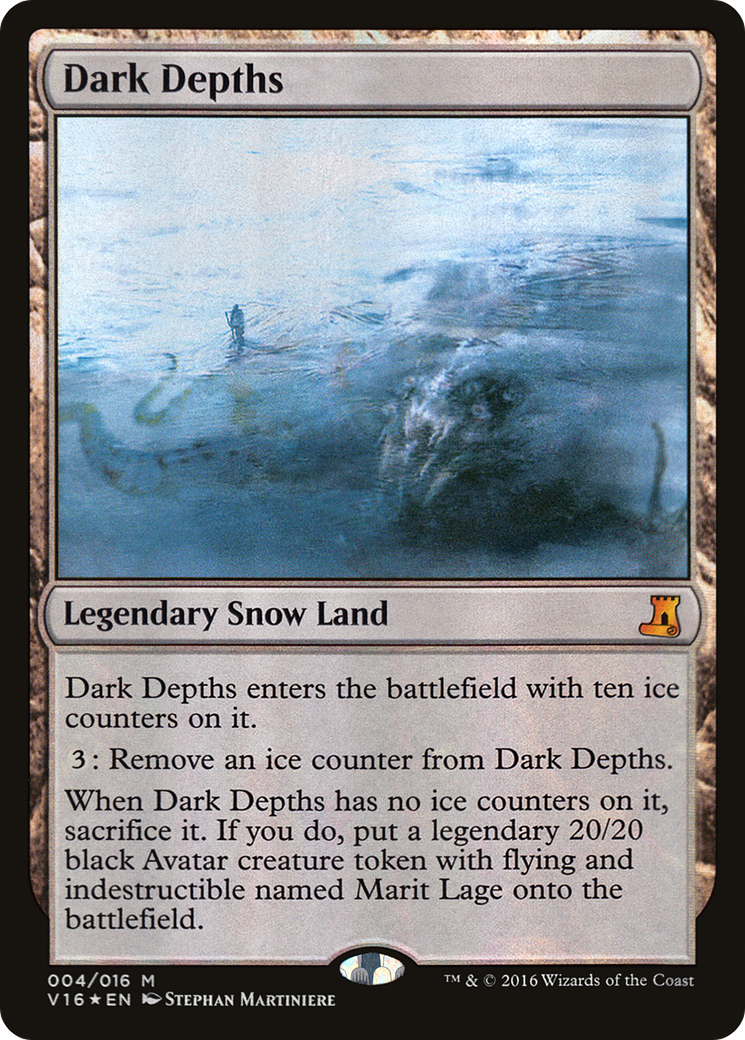 Dark Depths
Legendary Snow Land
Dark Depths enters the battlefield with ten ice
counters on it.
3: Remove an ice counter from Dark Depths.
When Dark Depths has no ice counters on it,
sacrifice it. If you do, put a legendary 20/20
black Avatar creature token with flying and
indestructible named Marit Lage onto the
battlefield.
004/016 M
V16★EN Stephan Martiniere
™ & © 2016 Wizards of the Coast